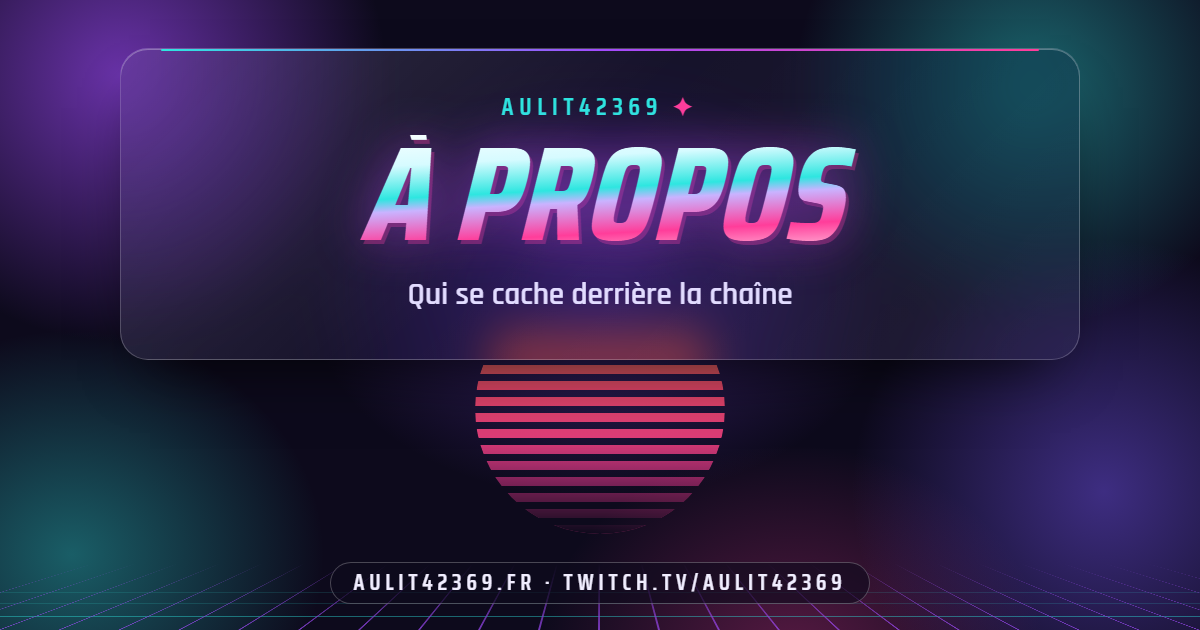 AULIT42369
À PROPOS
Qui se cache derrière la chaîne
AULIT42369.FR · TWITCH.TV/AULIT42369